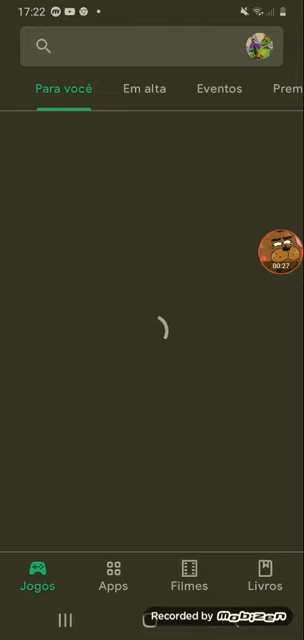 17:22
Para você Em alta Eventos Prem
00:27
Jogos Apps Filmes Livros
Recorded by mobizen